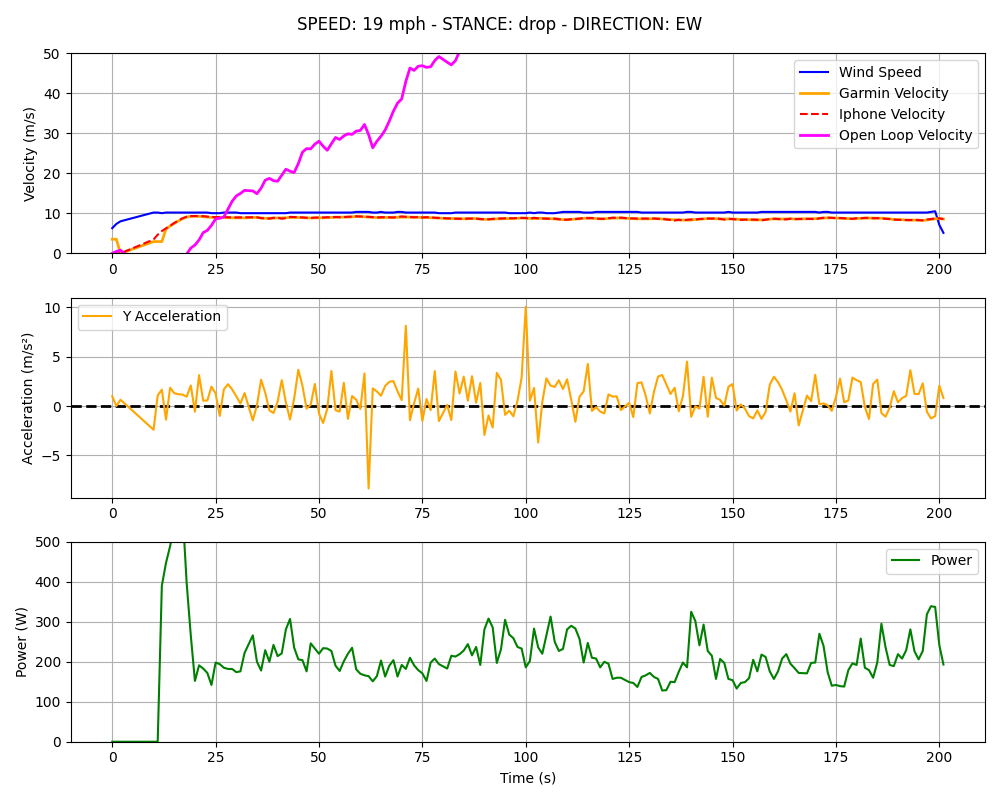 SPEED: 19 mph - STANCE: drop - DIRECTION: EW
Velocity (m/s)
50
40
30
20
10
0
Wind Speed
Garmin Velocity
Iphone Velocity
Open Loop Velocity
0 25 50 75 100 125 150 175 200
Acceleration (m/s²)
10
5
0
−5
Y Acceleration
0 25 50 75 100 125 150 175 200
Power (W)
500
400
300
200
100
0
Power
0 25 50 75 100 125 150 175 200
Time (s)